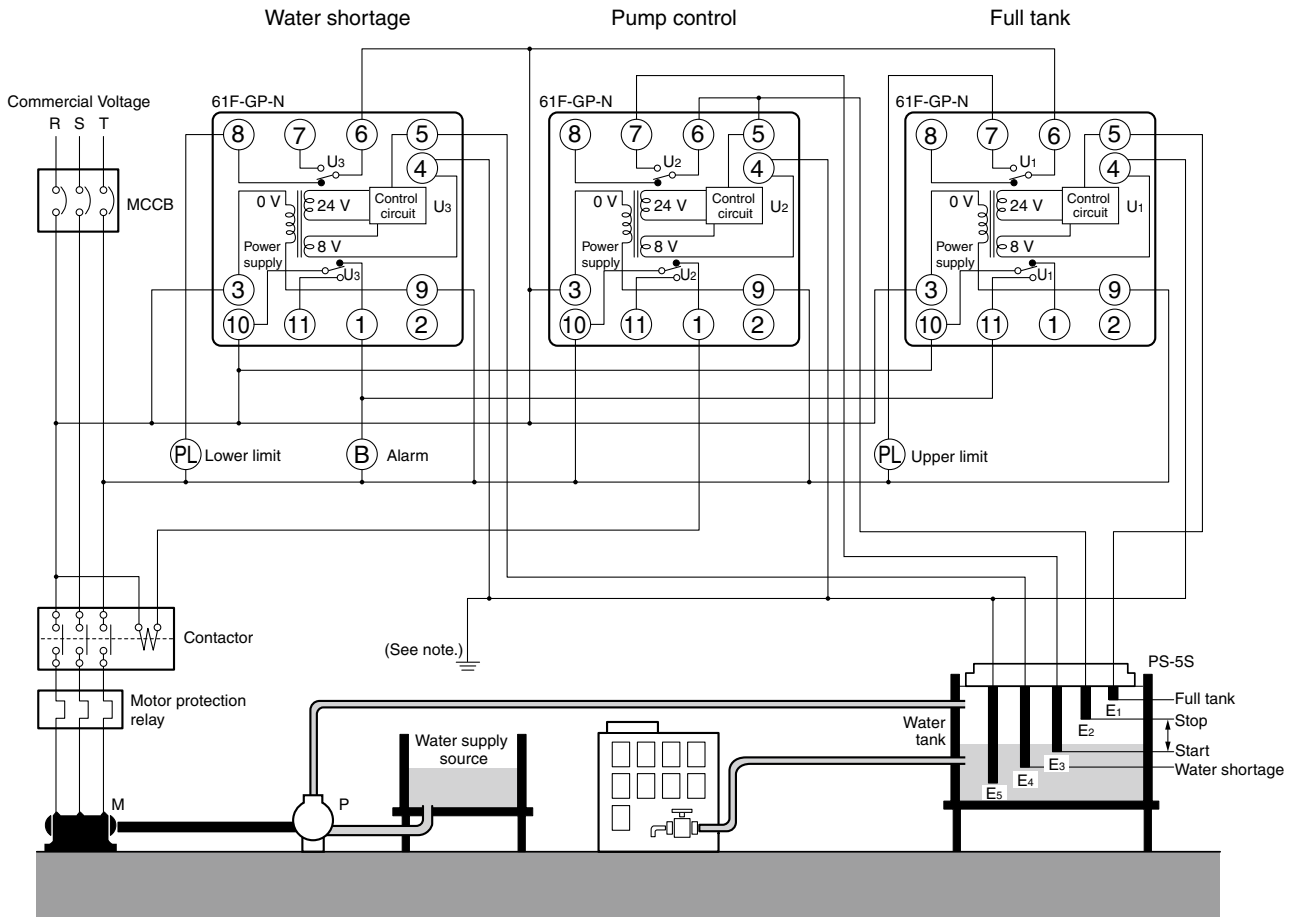 Water shortage
Pump control
Full tank
Commercial Voltage
R S T
MCCB
61F-GP-N
8 7 6 5
4
U3
0 V 24 V Control circuit U3
8 V
Power supply
U3
3 9
10 11 1 2
61F-GP-N
8 7 6 5
4
U2
0 V 24 V Control circuit U2
8 V
Power supply
U2
3 9
10 11 1 2
61F-GP-N
8 7 6 5
4
U1
0 V 24 V Control circuit U1
8 V
Power supply
U1
3 9
10 11 1 2
PL Lower limit
B Alarm
PL Upper limit
Contactor
(See note.)
Motor protection
relay
PS-5S
Full tank
Stop
Start
Water shortage
E1
E2
E3
E4
E5
Water
tank
Water supply
source
M
P